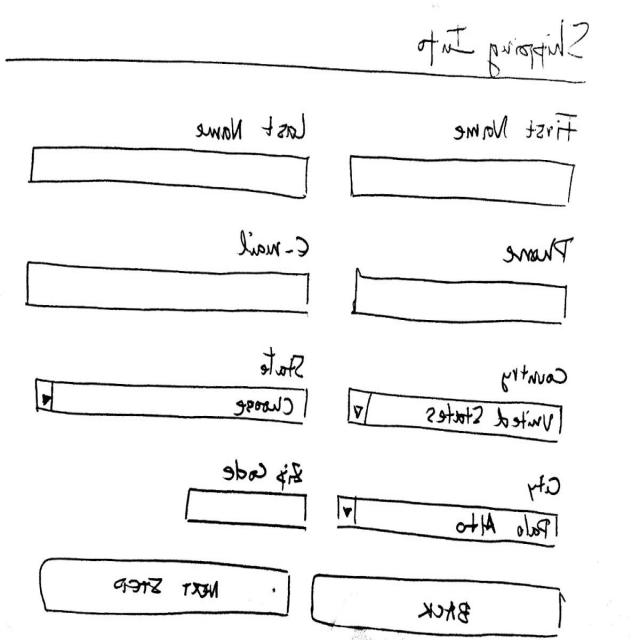 Shipping Info
First Name
Last Name
Phone
E-mail
Country
State
United States
Choose
City
Zip Code
Palo Alto
BACK
NEXT STEP